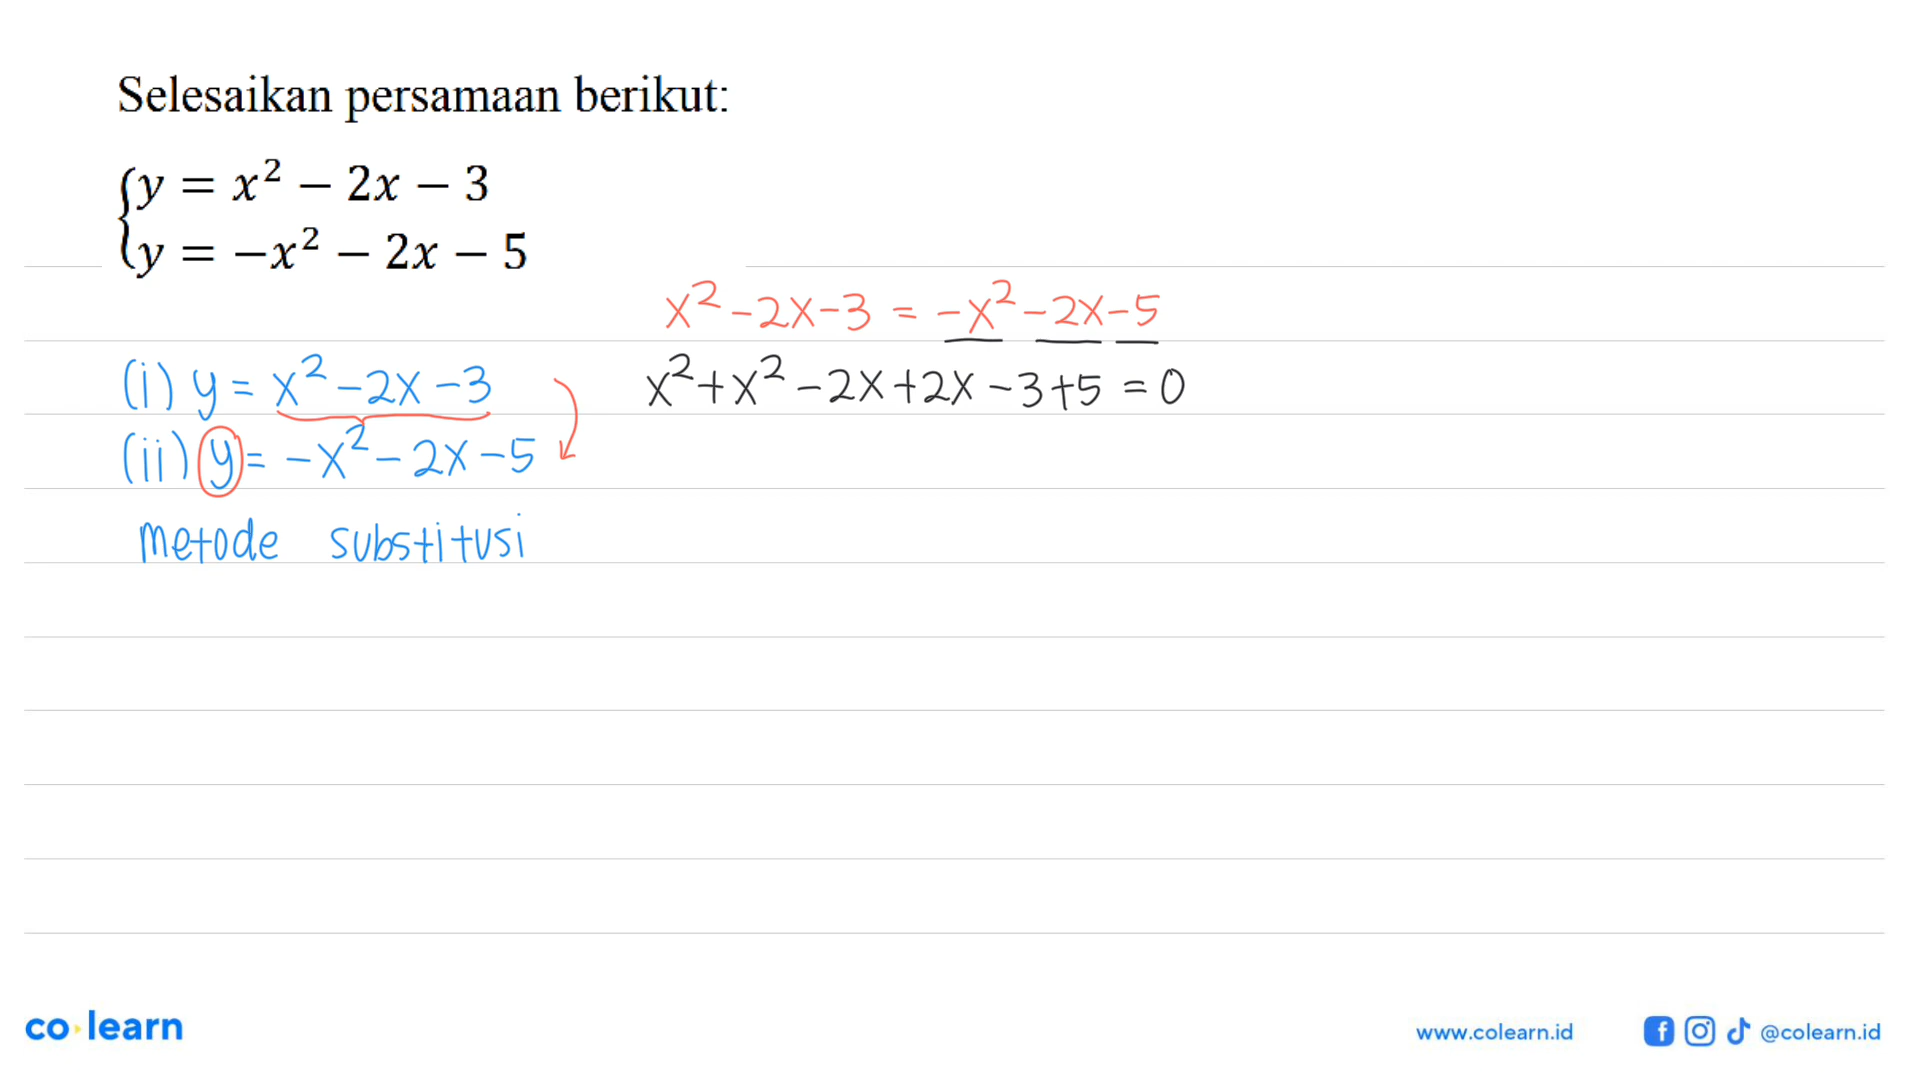 Selesaikan persamaan berikut:
y = x² − 2x − 3
y = −x² − 2x − 5
x² − 2x − 3 = −x² − 2x − 5
x² + x² − 2x + 2x − 3 + 5 = 0
(i) y = x² − 2x − 3
(ii) y = −x² − 2x − 5
metode substitusi
co learn
www.colearn.id
@colearn.id